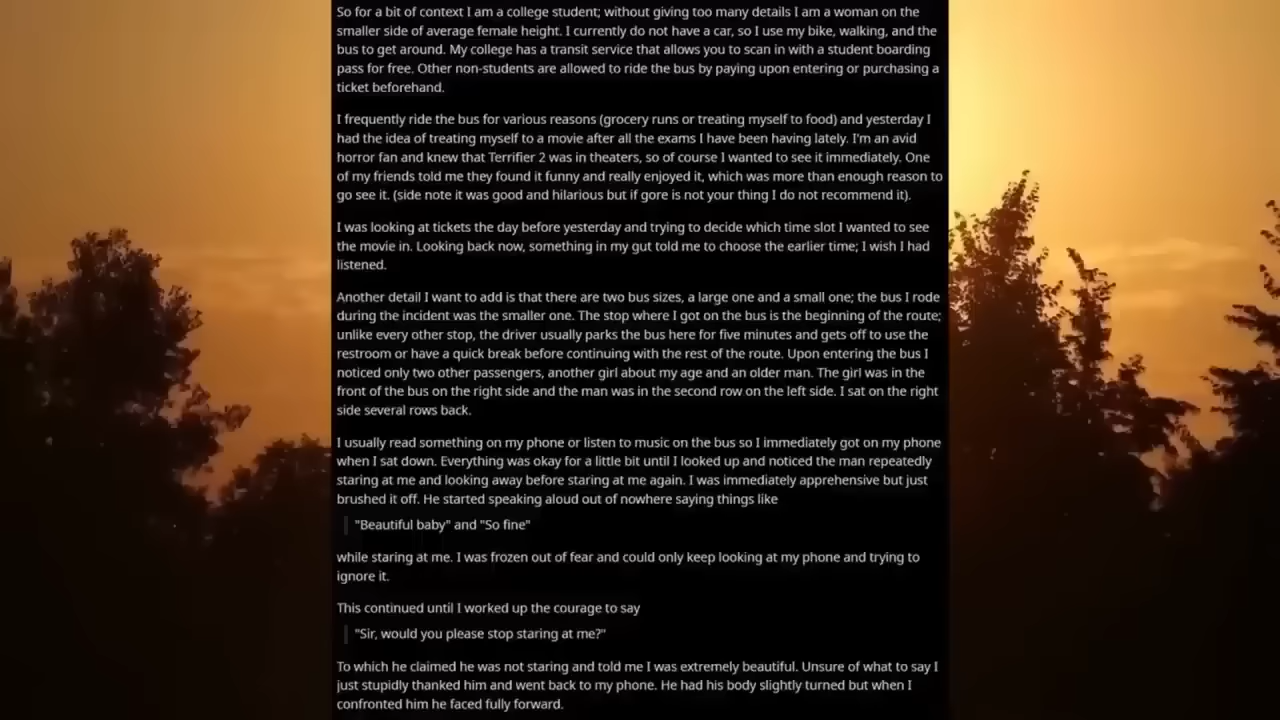 So for a bit of context I am a college student; without giving too many details I am a woman on the
smaller side of average female height. I currently do not have a car, so I use my bike, walking, and the
bus to get around. My college has a transit service that allows you to scan in with a student boarding
pass for free. Other non-students are allowed to ride the bus by paying upon entering or purchasing a
ticket beforehand.
I frequently ride the bus for various reasons (grocery runs or treating myself to food) and yesterday I
had the idea of treating myself to a movie after all the exams I have been having lately. I'm an avid
horror fan and knew that Terrifier 2 was in theaters, so of course I wanted to see it immediately. One
of my friends told me they found it funny and really enjoyed it, which was more than enough reason to
go see it. (side note it was good and hilarious but if gore is not your thing I do not recommend it).
I was looking at tickets the day before yesterday and trying to decide which time slot I wanted to see
the movie in. Looking back now, something in my gut told me to choose the earlier time; I wish I had
listened.
Another detail I want to add is that there are two bus sizes, a large one and a small one; the bus I rode
during the incident was the smaller one. The stop where I got on the bus is the beginning of the route;
unlike every other stop, the driver usually parks the bus here for five minutes and gets off to use the
restroom or have a quick break before continuing with the rest of the route. Upon entering the bus I
noticed only two other passengers, another girl about my age and an older man. The girl was in the
front of the bus on the right side and the man was in the second row on the left side. I sat on the right
side several rows back.
I usually read something on my phone or listen to music on the bus so I immediately got on my phone
when I sat down. Everything was okay for a little bit until I looked up and noticed the man repeatedly
staring at me and looking away before staring at me again. I was immediately apprehensive but just
brushed it off. He started speaking aloud out of nowhere saying things like
"Beautiful baby" and "So fine"
while staring at me. I was frozen out of fear and could only keep looking at my phone and trying to
ignore it.
This continued until I worked up the courage to say
"Sir, would you please stop staring at me?"
To which he claimed he was not staring and told me I was extremely beautiful. Unsure of what to say I
just stupidly thanked him and went back to my phone. He had his body slightly turned but when I
confronted him he faced fully forward.